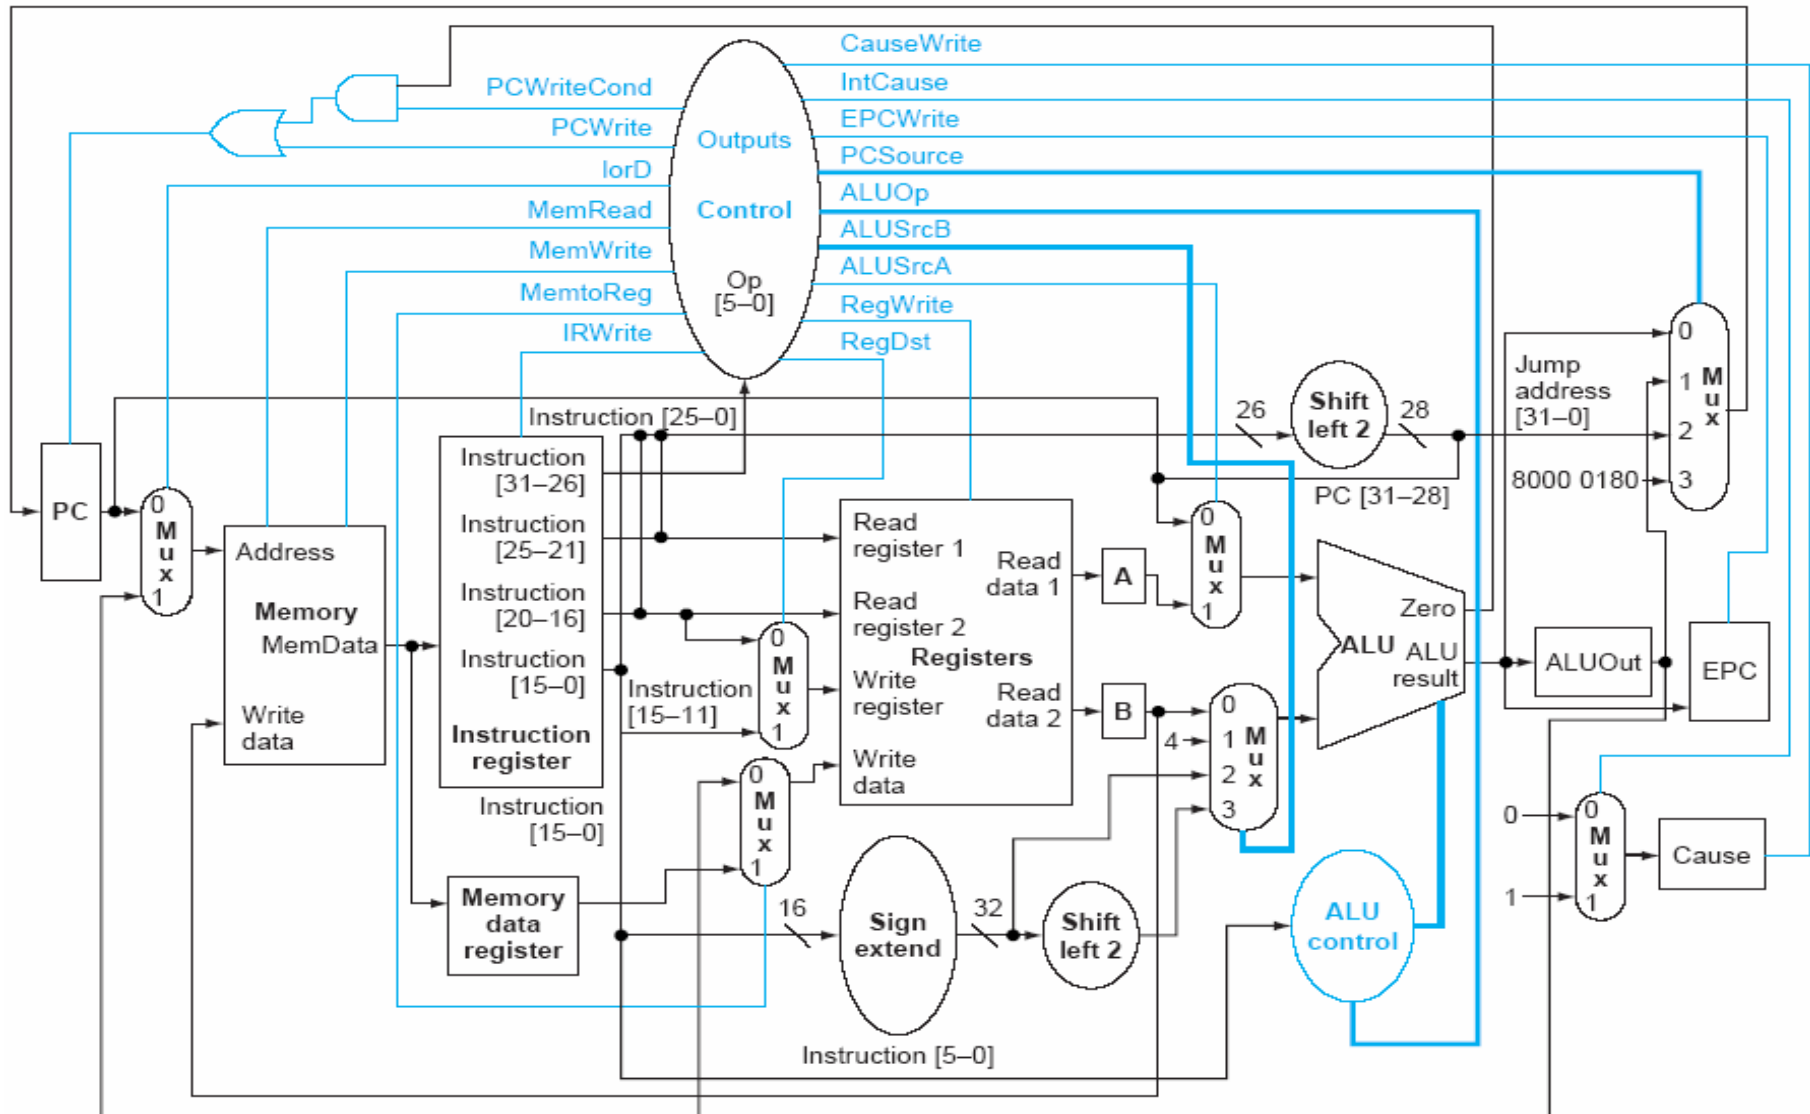 CauseWrite
IntCause
EPCWrite
PCSource
ALUOp
ALUSrcB
ALUSrcA
RegWrite
RegDst
PCWriteCond
PCWrite
IorD
MemRead
MemWrite
MemtoReg
IRWrite
Outputs
Control
Op
[5–0]
Instruction [25–0]
26
Shift
left 2
28
Jump
address
[31–0]
PC [31–28]
8000 0180
0
1
2
3
M
u
x
PC
0
M
u
x
1
Address
Memory
MemData
Write
data
Instruction
[31–26]
Instruction
[25–21]
Instruction
[20–16]
Instruction
[15–0]
Instruction
register
Instruction
[15–0]
Instruction
[15–11]
0
M
u
x
1
0
M
u
x
1
Read
register 1
Read
register 2
Registers
Write
register
Write
data
Read
data 1
Read
data 2
A
B
0
M
u
x
1
4
0
1
2
3
M
u
x
Zero
ALU
ALU
result
ALUOut
EPC
0
1
0
M
u
x
1
Cause
Memory
data
register
16
Sign
extend
32
Shift
left 2
ALU
control
Instruction [5–0]